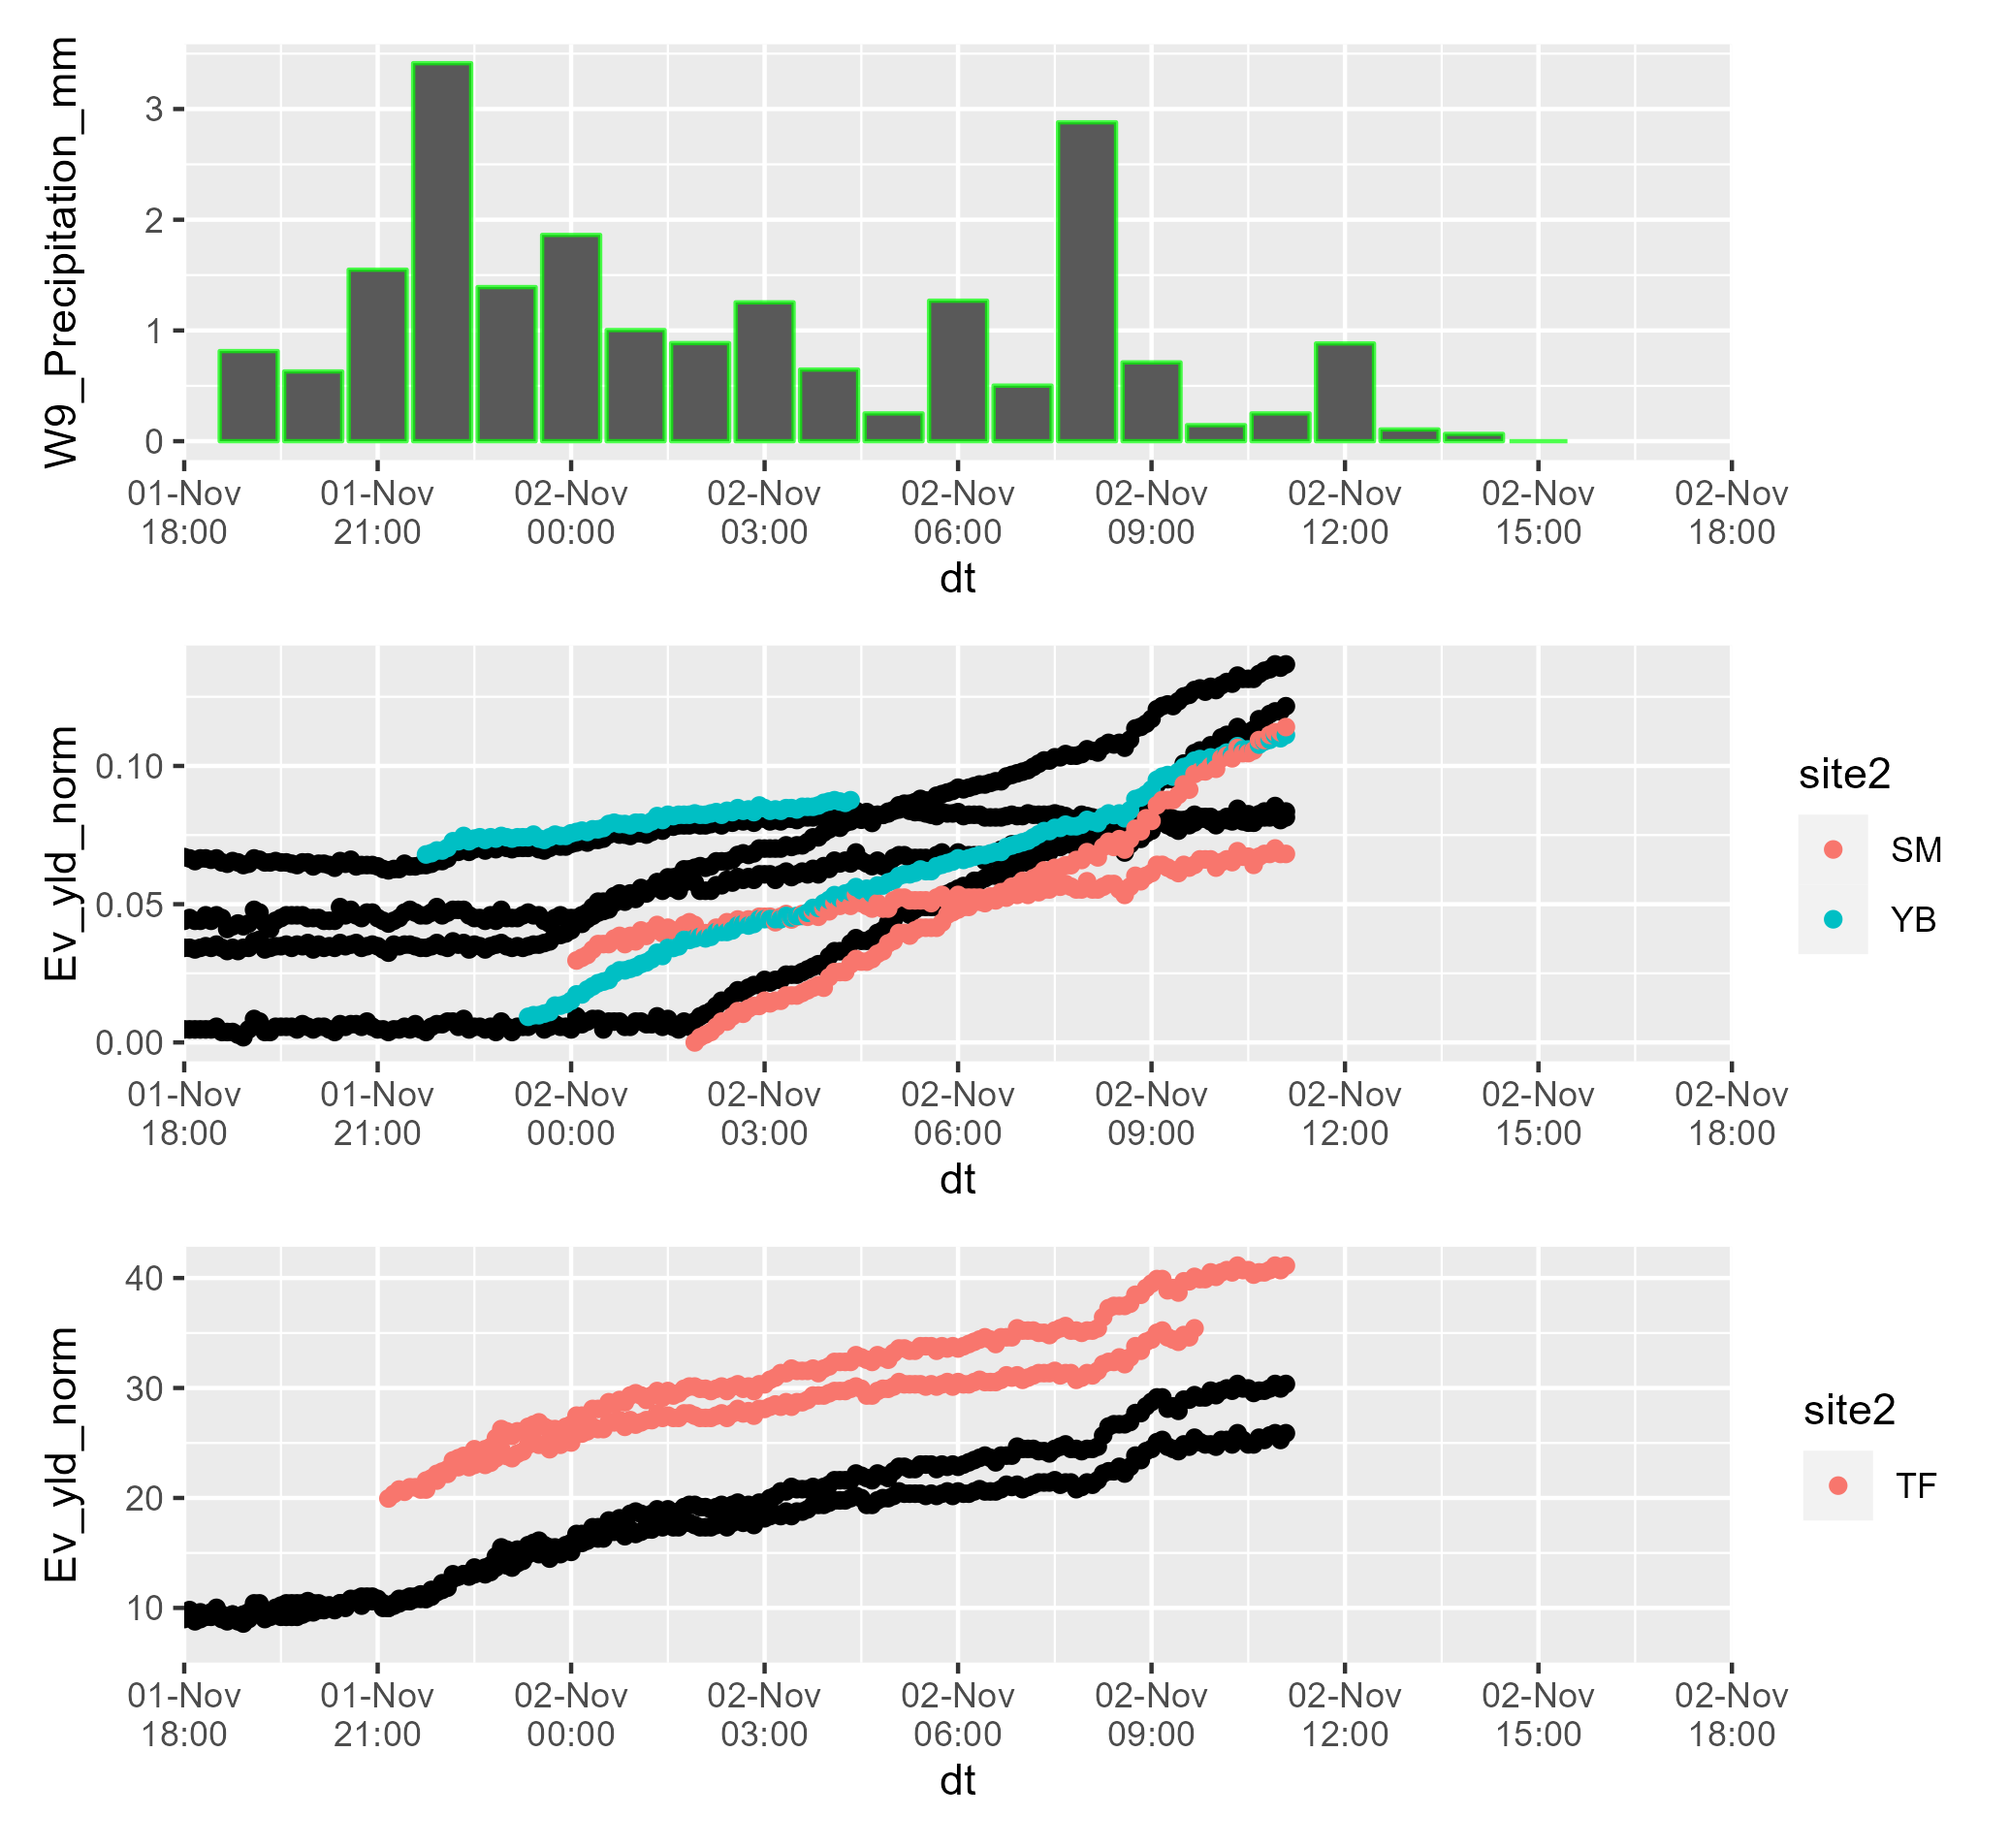 W9_Precipitation_mm
3
2
1
0
01-Nov 01-Nov 02-Nov 02-Nov 02-Nov 02-Nov 02-Nov 02-Nov 02-Nov
18:00 21:00 00:00 03:00 06:00 09:00 12:00 15:00 18:00
dt
Ev_yld_norm
0.10
0.05
0.00
01-Nov 01-Nov 02-Nov 02-Nov 02-Nov 02-Nov 02-Nov 02-Nov 02-Nov
18:00 21:00 00:00 03:00 06:00 09:00 12:00 15:00 18:00
dt
site2
SM
YB
Ev_yld_norm
40
30
20
10
01-Nov 01-Nov 02-Nov 02-Nov 02-Nov 02-Nov 02-Nov 02-Nov 02-Nov
18:00 21:00 00:00 03:00 06:00 09:00 12:00 15:00 18:00
dt
site2
TF